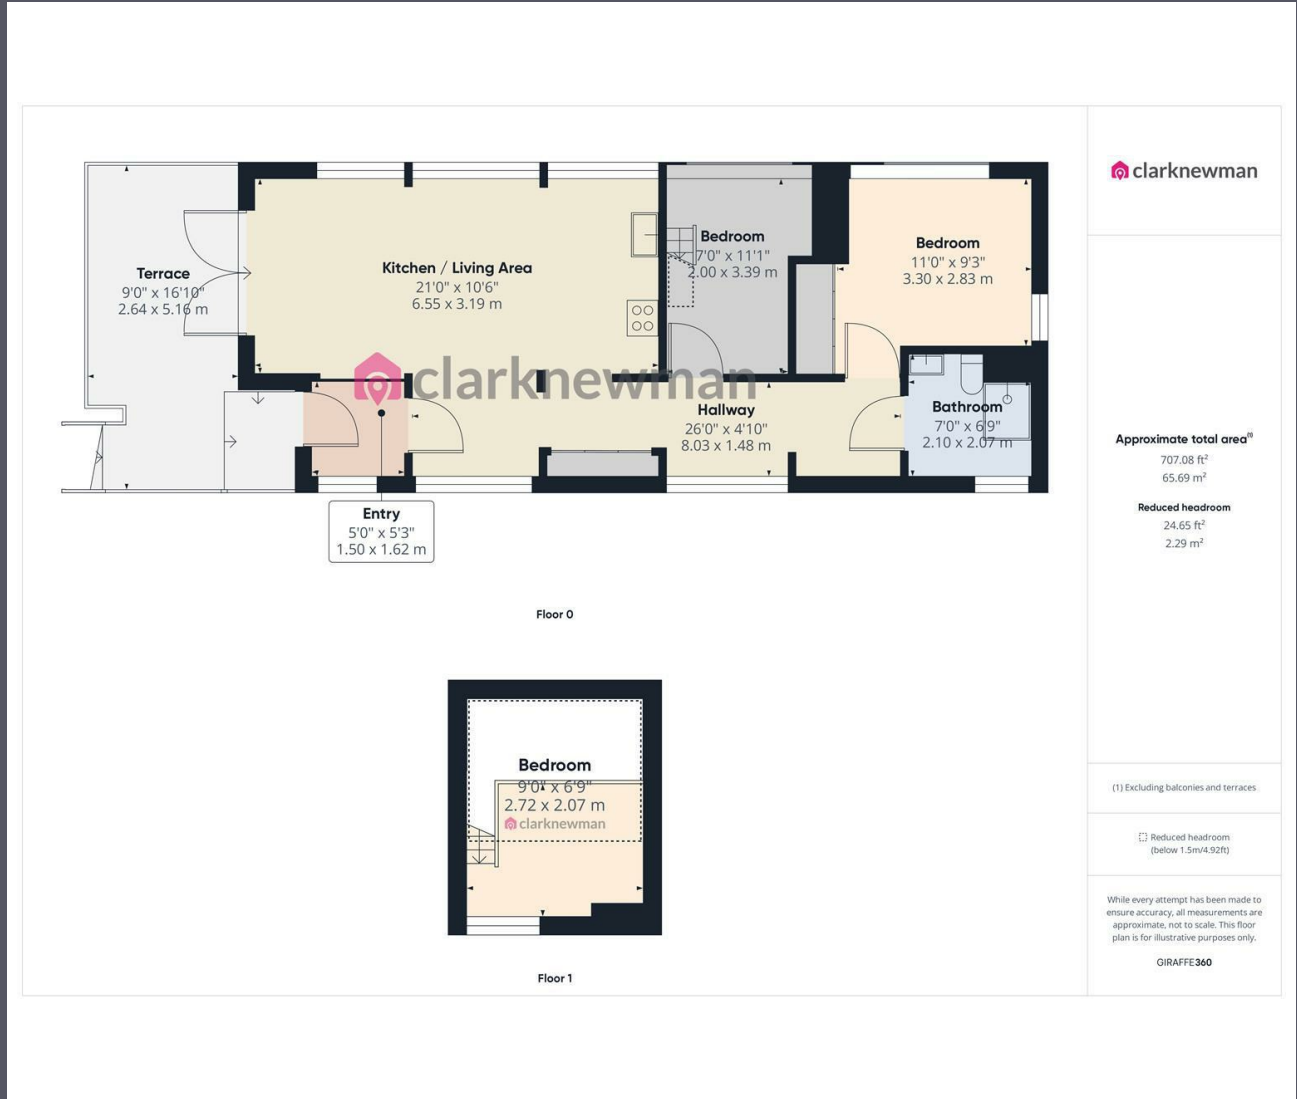 clarknewman
Terrace
9'0" x 16'10"
2.64 x 5.16 m
Kitchen / Living Area
21'0" x 10'6"
6.55 x 3.19 m
Bedroom
7'0" x 11'1"
2.00 x 3.39 m
Bedroom
11'0" x 9'3"
3.30 x 2.83 m
clarknewman
Hallway
26'0" x 4'10"
8.03 x 1.48 m
Bathroom
7'0" x 6'9"
2.10 x 2.07 m
Entry
5'0" x 5'3"
1.50 x 1.62 m
Floor 0
Bedroom
9'0" x 6'9"
2.72 x 2.07 m
clarknewman
Floor 1
Approximate total area(1)
707.08 ft²
65.69 m²
Reduced headroom
24.65 ft²
2.29 m²
(1) Excluding balconies and terraces
Reduced headroom
(below 1.5m/4.92ft)
While every attempt has been made to
ensure accuracy, all measurements are
approximate, not to scale. This floor
plan is for illustrative purposes only.
GIRAFFE360